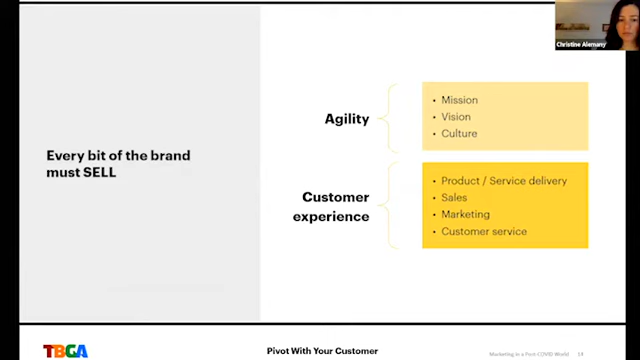 Christine Alemany
Every bit of the brand
must SELL
Agility
• Mission
• Vision
• Culture
Customer
experience
• Product / Service delivery
• Sales
• Marketing
• Customer service
TBGA
Pivot With Your Customer
Marketing in a Post-COVID World
14